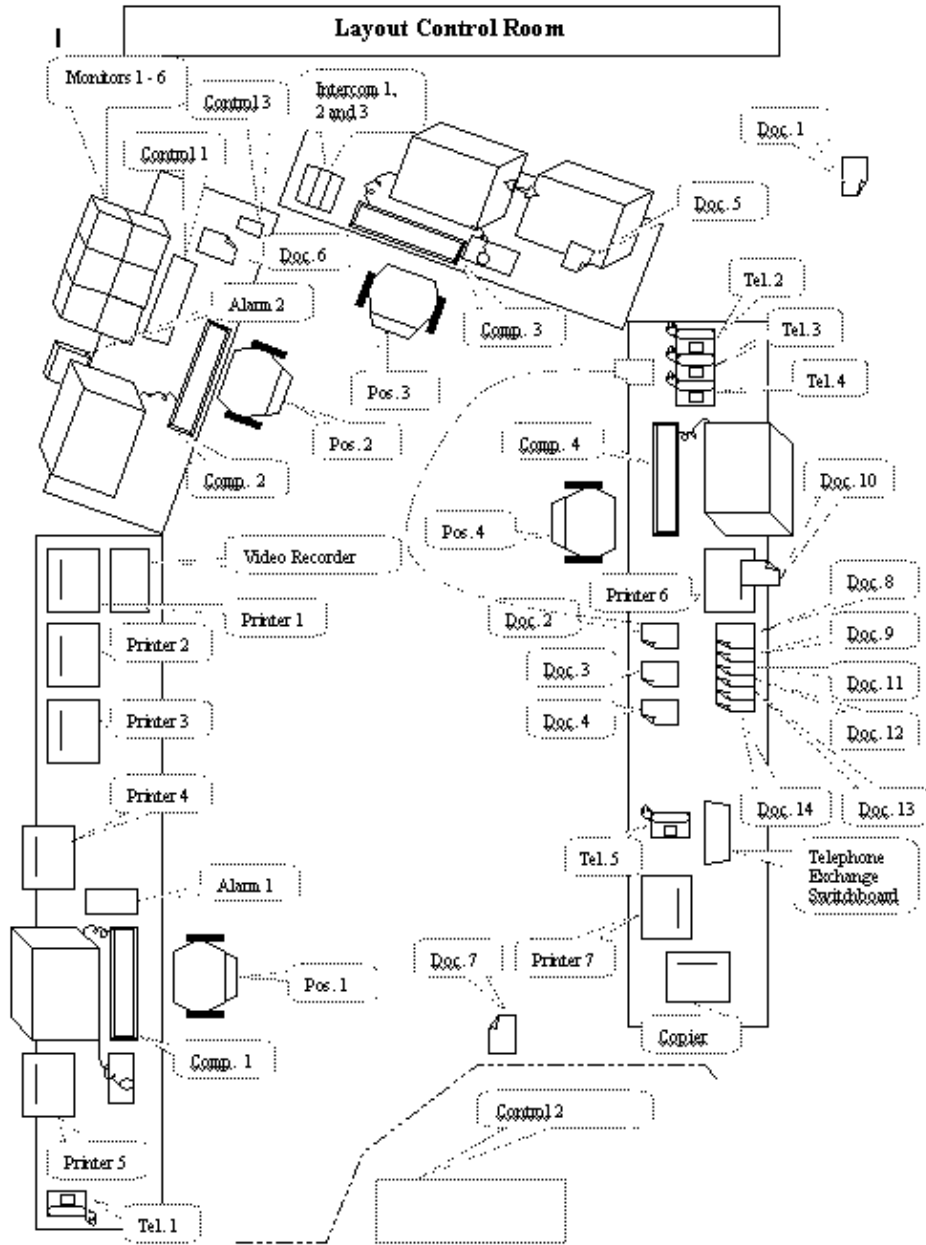 Layout Control Room
Monitors 1 - 6
Control 3
Intercom 1,
2 and 3
Control 1
Doc. 1
Doc. 5
Doc. 6
Tel. 2
Alarm 2
Comp. 3
Tel. 3
Tel. 4
Pos. 3
Pos. 2
Comp. 4
Comp. 2
Doc. 10
Pos. 4
Video Recorder
Printer 6
Doc. 8
Printer 1
Doc. 2
Doc. 9
Printer 2
Doc. 3
Doc. 11
Printer 3
Doc. 4
Doc. 12
Printer 4
Doc. 14
Doc. 13
Tel. 5
Telephone
Exchange
Switchboard
Alarm 1
Doc. 7
Printer 7
Pos. 1
Copier
Comp. 1
Control 2
Printer 5
Tel. 1